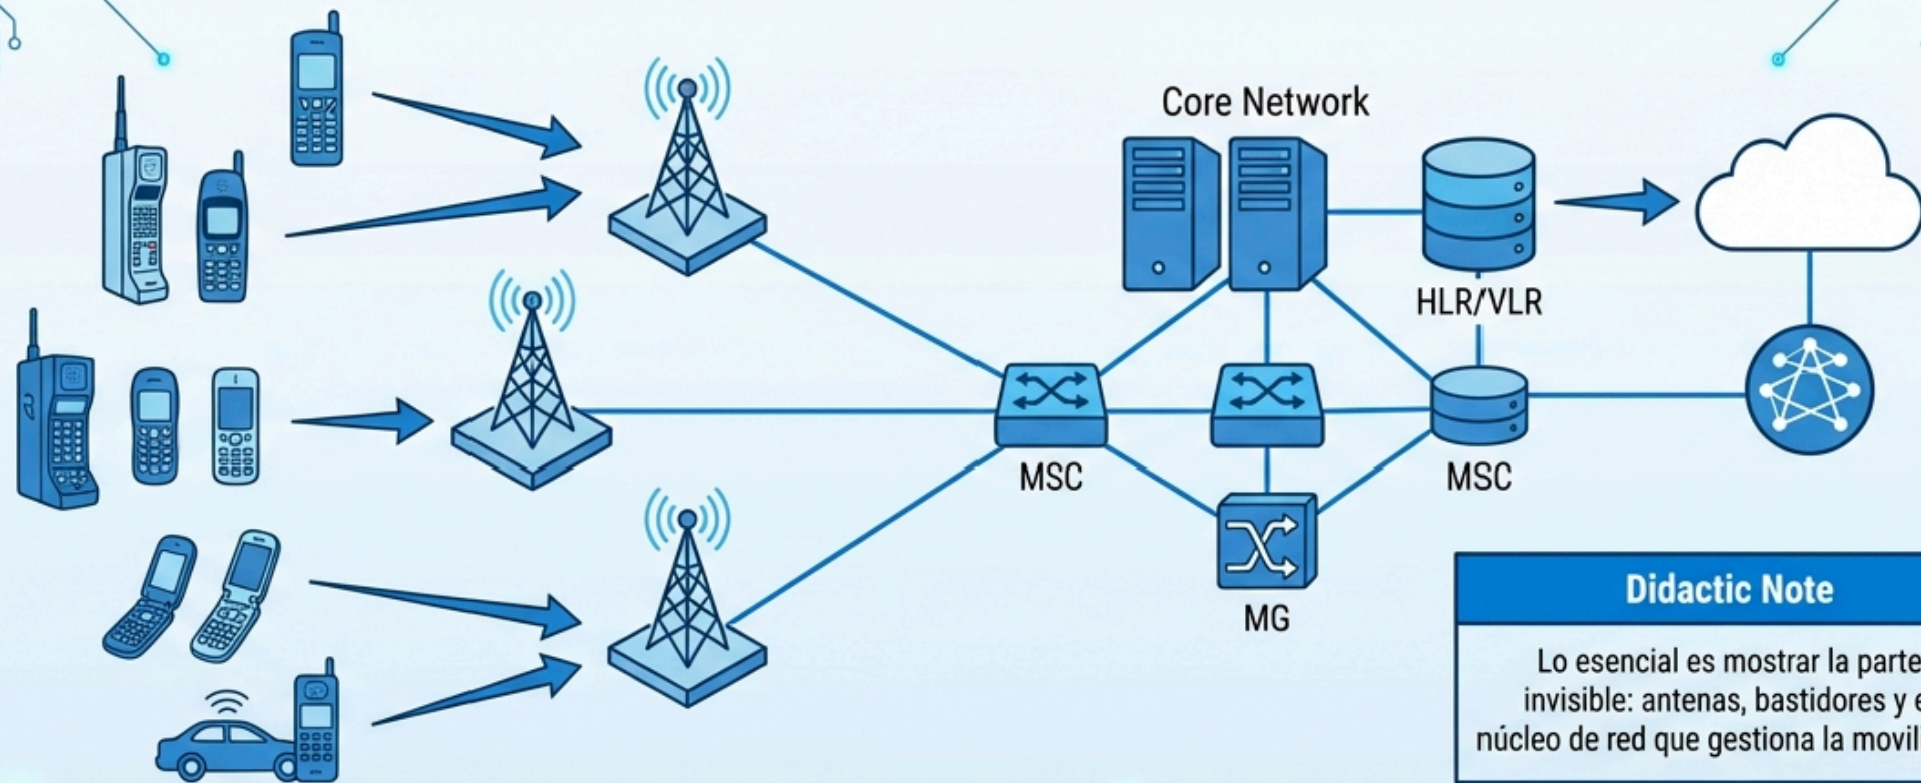 Core Network
HLR/VLR
MSC
MSC
MG
Didactic Note
Lo esencial es mostrar la parte
invisible: antenas, bastidores y
núcleo de red que gestiona la